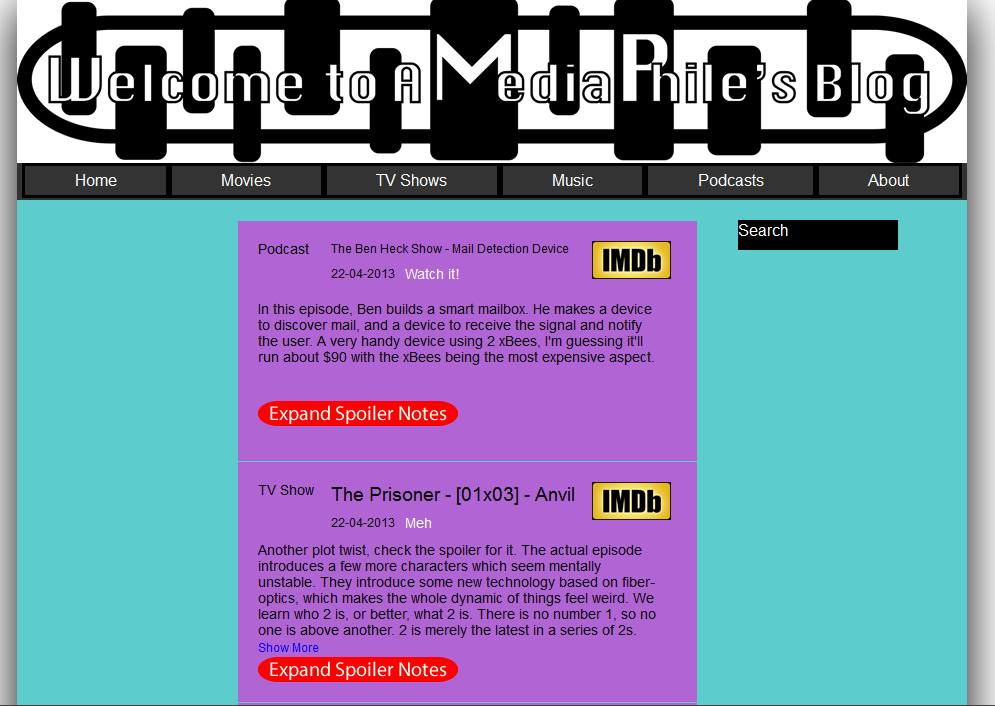 Welcome to A Media Phile's Blog
Home Movies TV Shows Music Podcasts About
Search
Podcast The Ben Heck Show - Mail Detection Device IMDb
22-04-2013 Watch it!
In this episode, Ben builds a smart mailbox. He makes a device
to discover mail, and a device to receive the signal and notify
the user. A very handy device using 2 xBees, I'm guessing it'll
run about $90 with the xBees being the most expensive aspect.
Expand Spoiler Notes
TV Show The Prisoner - [01x03] - Anvil IMDb
22-04-2013 Meh
Another plot twist, check the spoiler for it. The actual episode
introduces a few more characters which seem mentally
unstable. They introduce some new technology based on fiber-
optics, which makes the whole dynamic of things feel weird. We
learn who 2 is, or better, what 2 is. There is no number 1, so no
one is above another. 2 is merely the latest in a series of 2s.
Show More
Expand Spoiler Notes